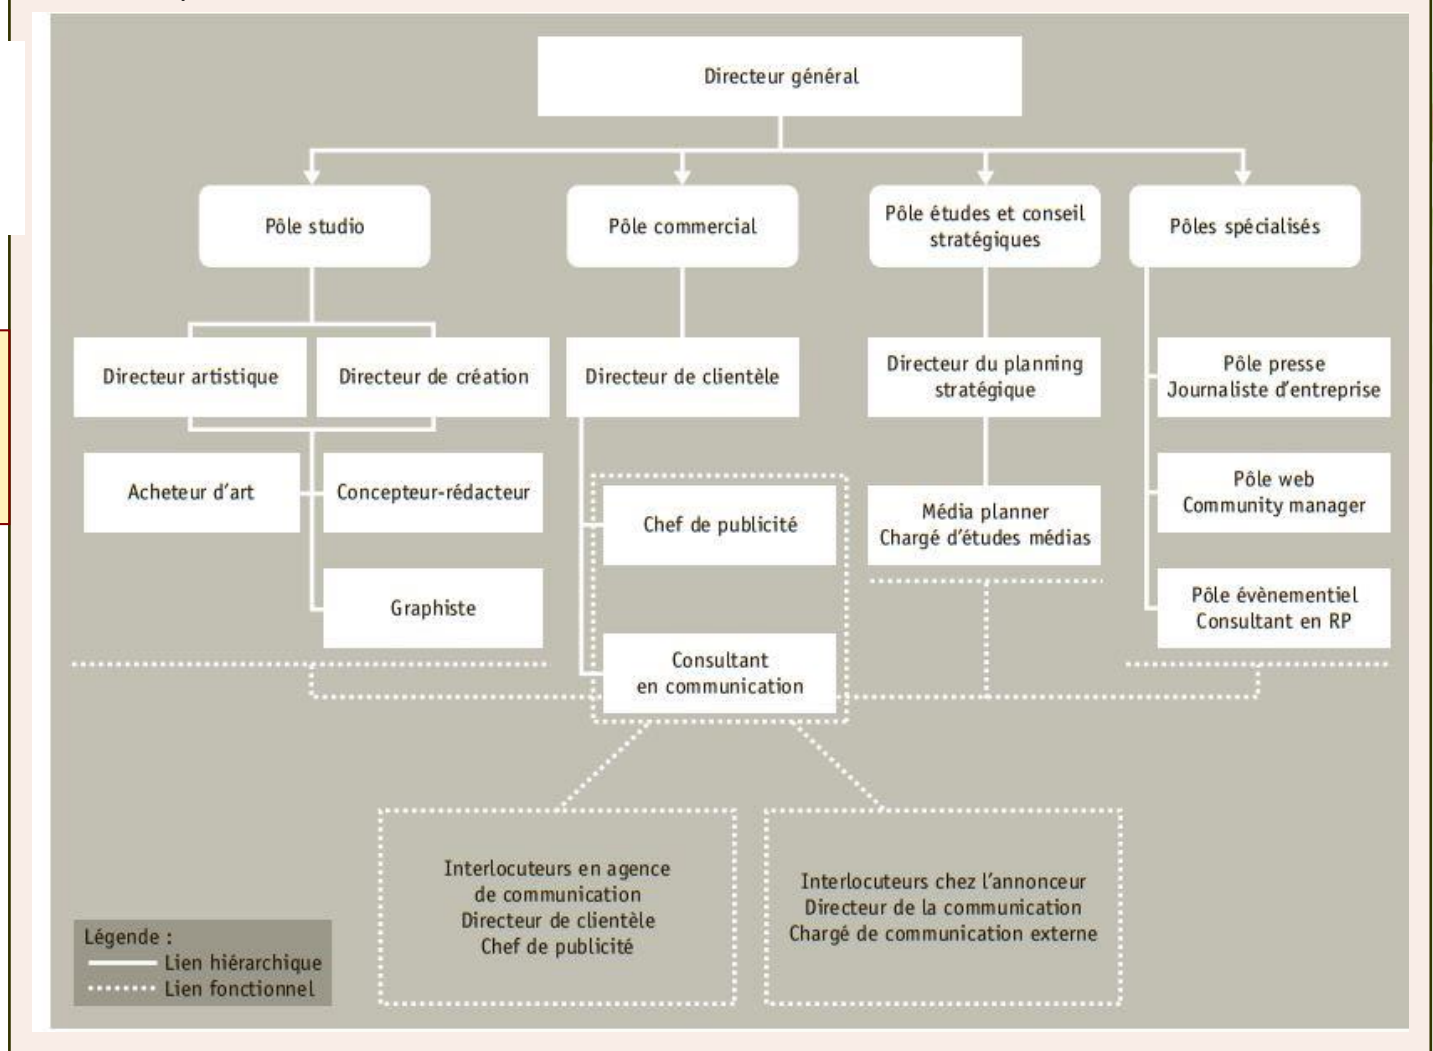 Directeur général
Pôle studio
Pôle commercial
Pôle études et conseil
stratégiques
Pôles spécialisés
Directeur artistique
Directeur de création
Directeur de clientèle
Directeur du planning
stratégique
Pôle presse
Journaliste d'entreprise
Acheteur d'art
Concepteur-rédacteur
Chef de publicité
Média planner
Chargé d'études médias
Pôle web
Community manager
Graphiste
Pôle évènementiel
Consultant en RP
Consultant
en communication
Interlocuteurs en agence
de communication
Directeur de clientèle
Chef de publicité
Interlocuteurs chez l'annonceur
Directeur de la communication
Chargé de communication externe
Légende :
Lien hiérarchique
Lien fonctionnel